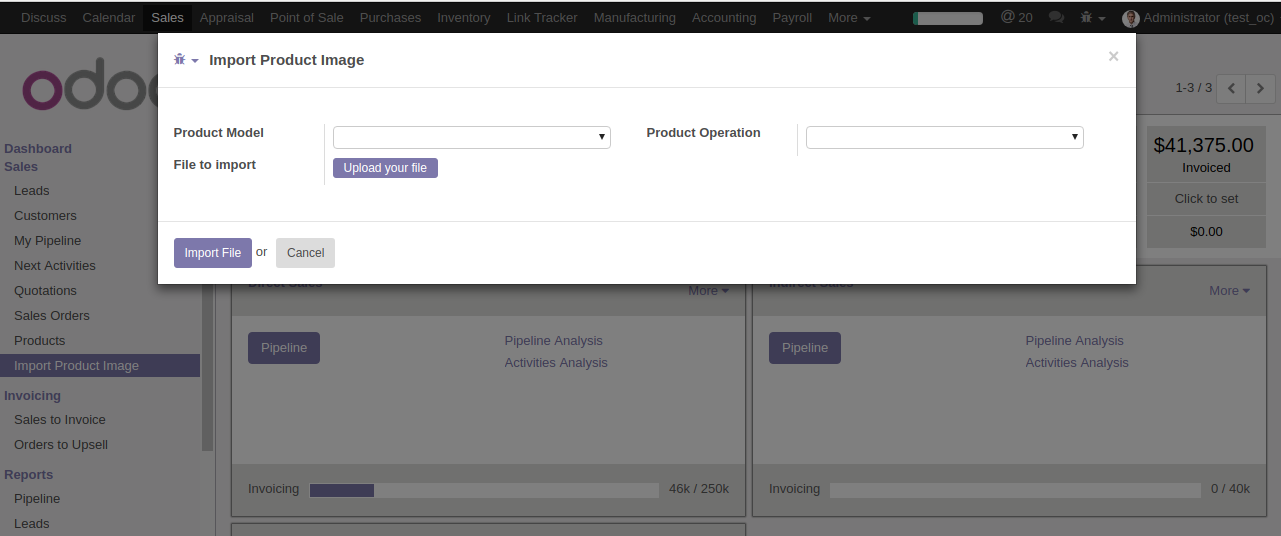 Discuss Calendar Sales Appraisal Point of Sale Purchases Inventory Link Tracker Manufacturing Accounting Payroll More @ 20 Administrator (test_oc)
Import Product Image ×
odoo
1-3 / 3
Product Model Product Operation
File to import Upload your file
Import File or Cancel
Dashboard
Sales
Leads
Customers
My Pipeline
Next Activities
Quotations
Sales Orders
Products
Import Product Image
Invoicing
Sales to Invoice
Orders to Upsell
Reports
Pipeline
Leads
$41,375.00
Invoiced
Click to set
$0.00
Direct Sales More
Pipeline Pipeline Analysis
Activities Analysis
Invoicing 46k / 250k
Indirect Sales More
Pipeline Pipeline Analysis
Activities Analysis
Invoicing 0 / 40k